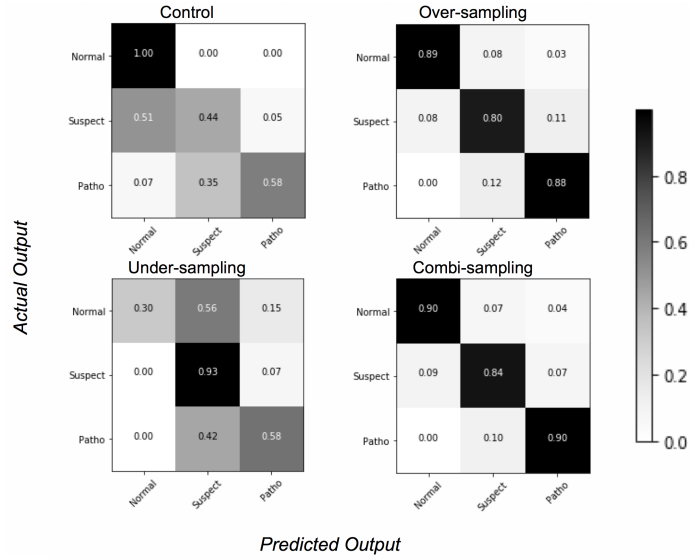 Control
Over-sampling
Normal 1.00 0.00 0.00
Suspect 0.51 0.44 0.05
Patho 0.07 0.35 0.58
Normal Suspect Patho
Normal 0.89 0.08 0.03
Suspect 0.08 0.80 0.11
Patho 0.00 0.12 0.88
Normal Suspect Patho
Under-sampling
Combi-sampling
Normal 0.30 0.56 0.15
Suspect 0.00 0.93 0.07
Patho 0.00 0.42 0.58
Normal Suspect Patho
Normal 0.90 0.07 0.04
Suspect 0.09 0.84 0.07
Patho 0.00 0.10 0.90
Normal Suspect Patho
Actual Output
Predicted Output
0.8
0.6
0.4
0.2
0.0